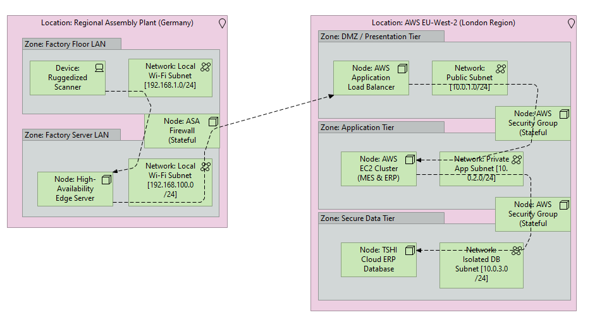 Location: Regional Assembly Plant (Germany)
Zone: Factory Floor LAN
Device:
Ruggedized
Scanner
Network: Local
Wi-Fi Subnet
[192.168.1.0/24]
Node: ASA
Firewall
(Stateful
Zone: Factory Server LAN
Node: High-
Availability
Edge Server
Network: Local
Wi-Fi Subnet
[192.168.100.0
/24]
Location: AWS EU-West-2 (London Region)
Zone: DMZ / Presentation Tier
Node: AWS
Application
Load Balancer
Network:
Public Subnet
[10.0.1.0/24]
Node: AWS
Security Group
(Stateful
Zone: Application Tier
Node: AWS
EC2 Cluster
(MES & ERP)
Network: Private
App Subnet [10.
0.2.0/24]
Node: AWS
Security Group
(Stateful
Zone: Secure Data Tier
Node: TSHI
Cloud ERP
Database
Network:
Isolated DB
Subnet [10.0.3.0
/24]